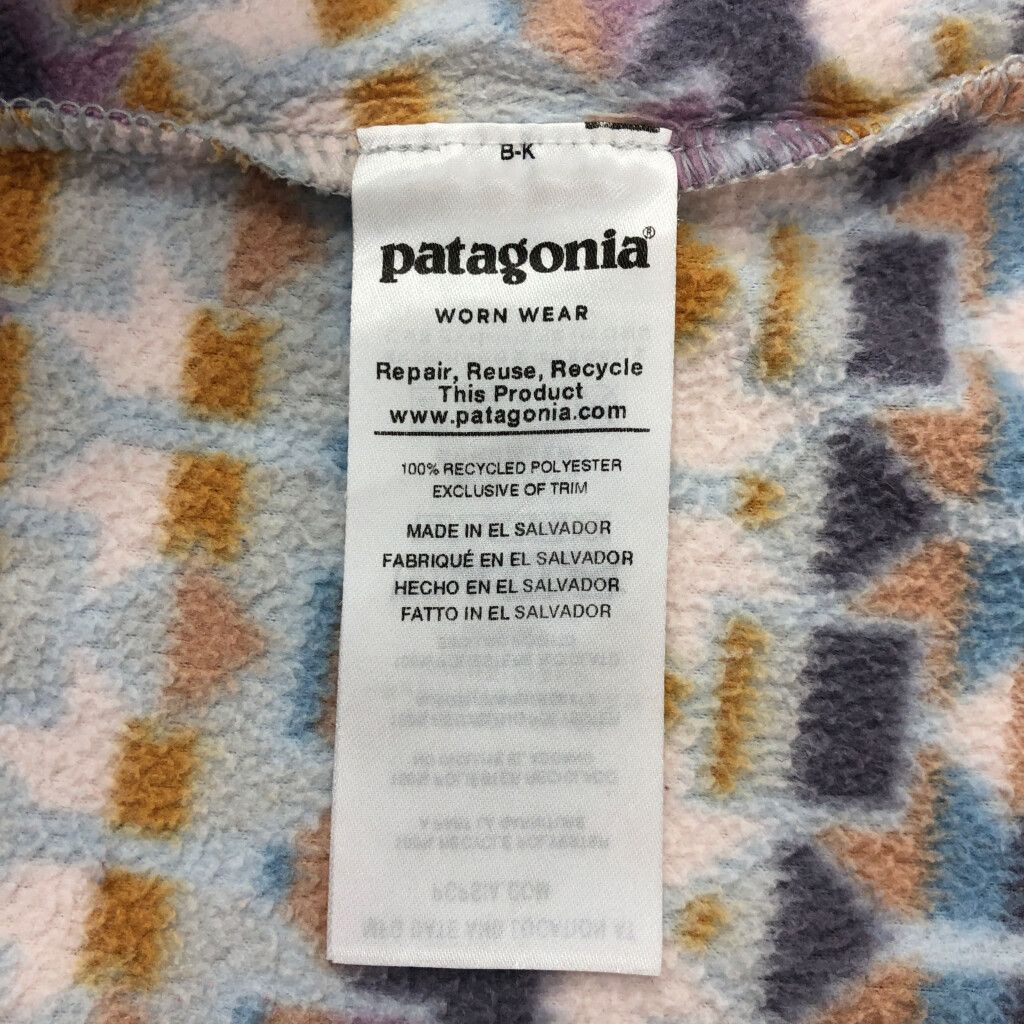 B-K
patagonia®
WORN WEAR
Repair, Reuse, Recycle
This Product
www.patagonia.com
100% RECYCLED POLYESTER
EXCLUSIVE OF TRIM
MADE IN EL SALVADOR
FABRIQUÉ EN EL SALVADOR
HECHO EN EL SALVADOR
FATTO IN EL SALVADOR